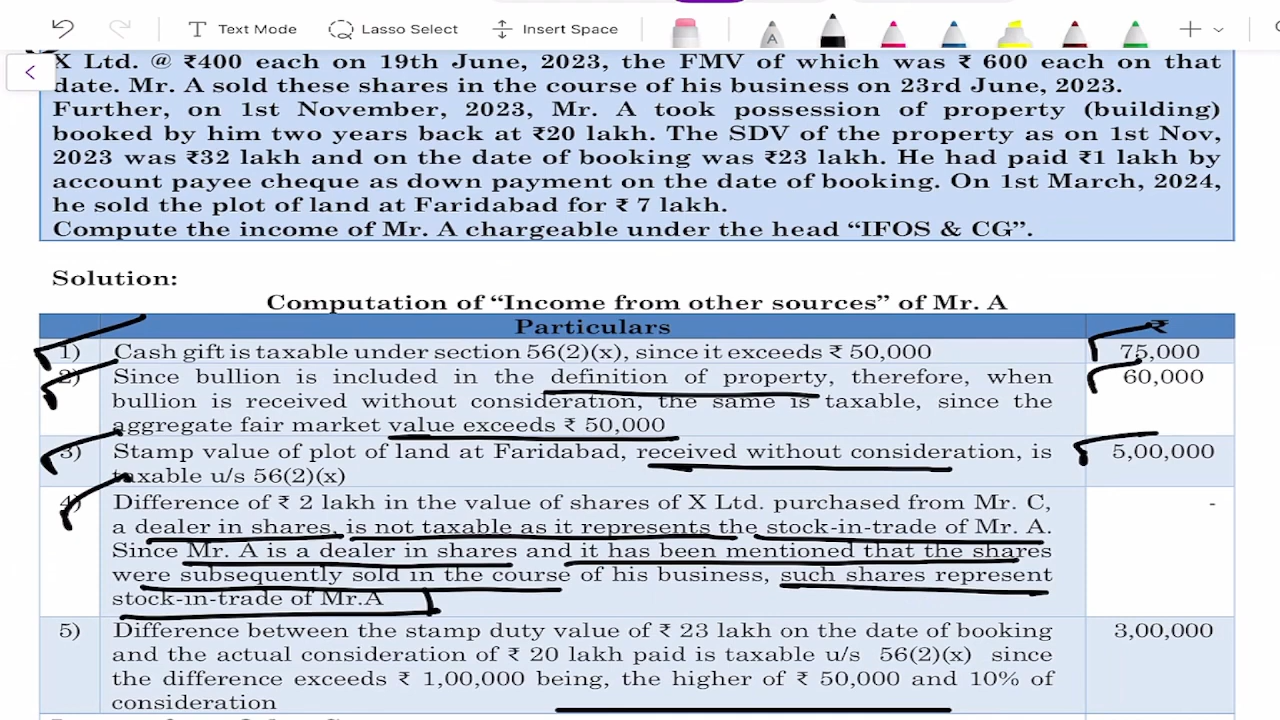 Text Mode Lasso Select Insert Space A
X Ltd. @ ₹400 each on 19th June, 2023, the FMV of which was ₹ 600 each on that
date. Mr. A sold these shares in the course of his business on 23rd June, 2023.
Further, on 1st November, 2023, Mr. A took possession of property (building)
booked by him two years back at ₹20 lakh. The SDV of the property as on 1st Nov,
2023 was ₹32 lakh and on the date of booking was ₹23 lakh. He had paid ₹1 lakh by
account payee cheque as down payment on the date of booking. On 1st March, 2024,
he sold the plot of land at Faridabad for ₹ 7 lakh.
Compute the income of Mr. A chargeable under the head “IFOS & CG”.
Solution:
Computation of “Income from other sources” of Mr. A
Particulars ₹
1) Cash gift is taxable under section 56(2)(x), since it exceeds ₹ 50,000 75,000
2) Since bullion is included in the definition of property, therefore, when 60,000
bullion is received without consideration, the same is taxable, since the
aggregate fair market value exceeds ₹ 50,000
3) Stamp value of plot of land at Faridabad, received without consideration, is 5,00,000
taxable u/s 56(2)(x)
4) Difference of ₹ 2 lakh in the value of shares of X Ltd. purchased from Mr. C, -
a dealer in shares, is not taxable as it represents the stock-in-trade of Mr. A.
Since Mr. A is a dealer in shares and it has been mentioned that the shares
were subsequently sold in the course of his business, such shares represent
stock-in-trade of Mr.A
5) Difference between the stamp duty value of ₹ 23 lakh on the date of booking 3,00,000
and the actual consideration of ₹ 20 lakh paid is taxable u/s 56(2)(x) since
the difference exceeds ₹ 1,00,000 being, the higher of ₹ 50,000 and 10% of
consideration